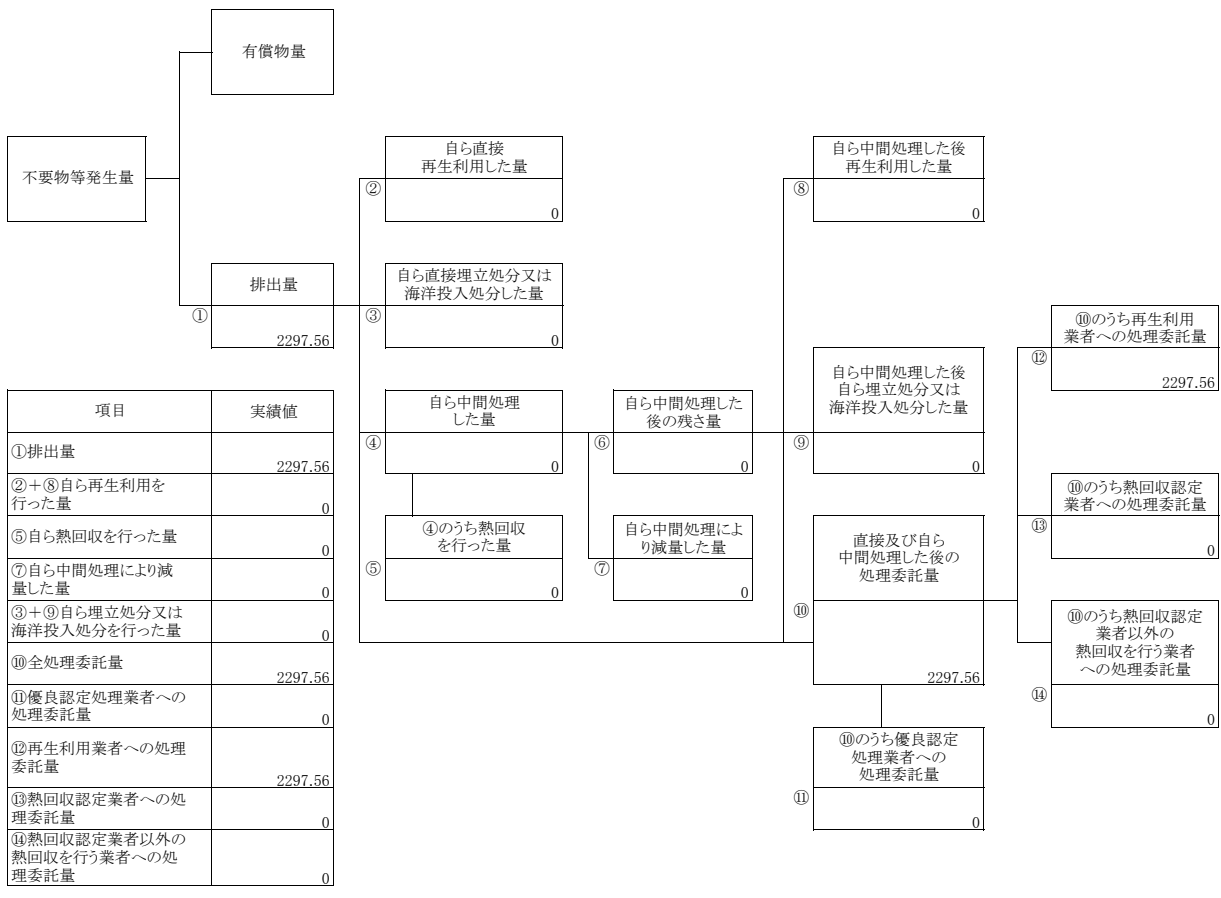 有償物量
不要物等発生量
自ら直接
再生利用した量
②
0
自ら中間処理した後
再生利用した量
⑧
0
排出量
①
2297.56
自ら直接埋立処分又は
海洋投入処分した量
③
0
自ら中間処理
した量
④
0
自ら中間処理した
後の残さ量
⑥
0
自ら中間処理した後
自ら埋立処分又は
海洋投入処分した量
⑨
0
⑩のうち再生利用
業者への処理委託量
⑫
2297.56
④のうち熱回収
を行った量
⑤
0
自ら中間処理によ
り減量した量
⑦
0
直接及び自ら
中間処理した後の
処理委託量
⑩
2297.56
⑩のうち熱回収認定
業者への処理委託量
⑬
0
⑩のうち熱回収認定
業者以外の
熱回収を行う業者
への処理委託量
⑭
0
⑩のうち優良認定
処理業者への
処理委託量
⑪
0
項目 実績値
①排出量
2297.56
②＋⑧自ら再生利用を
行った量
0
⑤自ら熱回収を行った量
0
⑦自ら中間処理により減
量した量
0
③＋⑨自ら埋立処分又は
海洋投入処分を行った量
0
⑩全処理委託量
2297.56
⑪優良認定処理業者への
処理委託量
0
⑫再生利用業者への処理
委託量
2297.56
⑬熱回収認定業者への処
理委託量
0
⑭熱回収認定業者以外の
熱回収を行う業者への処
理委託量
0